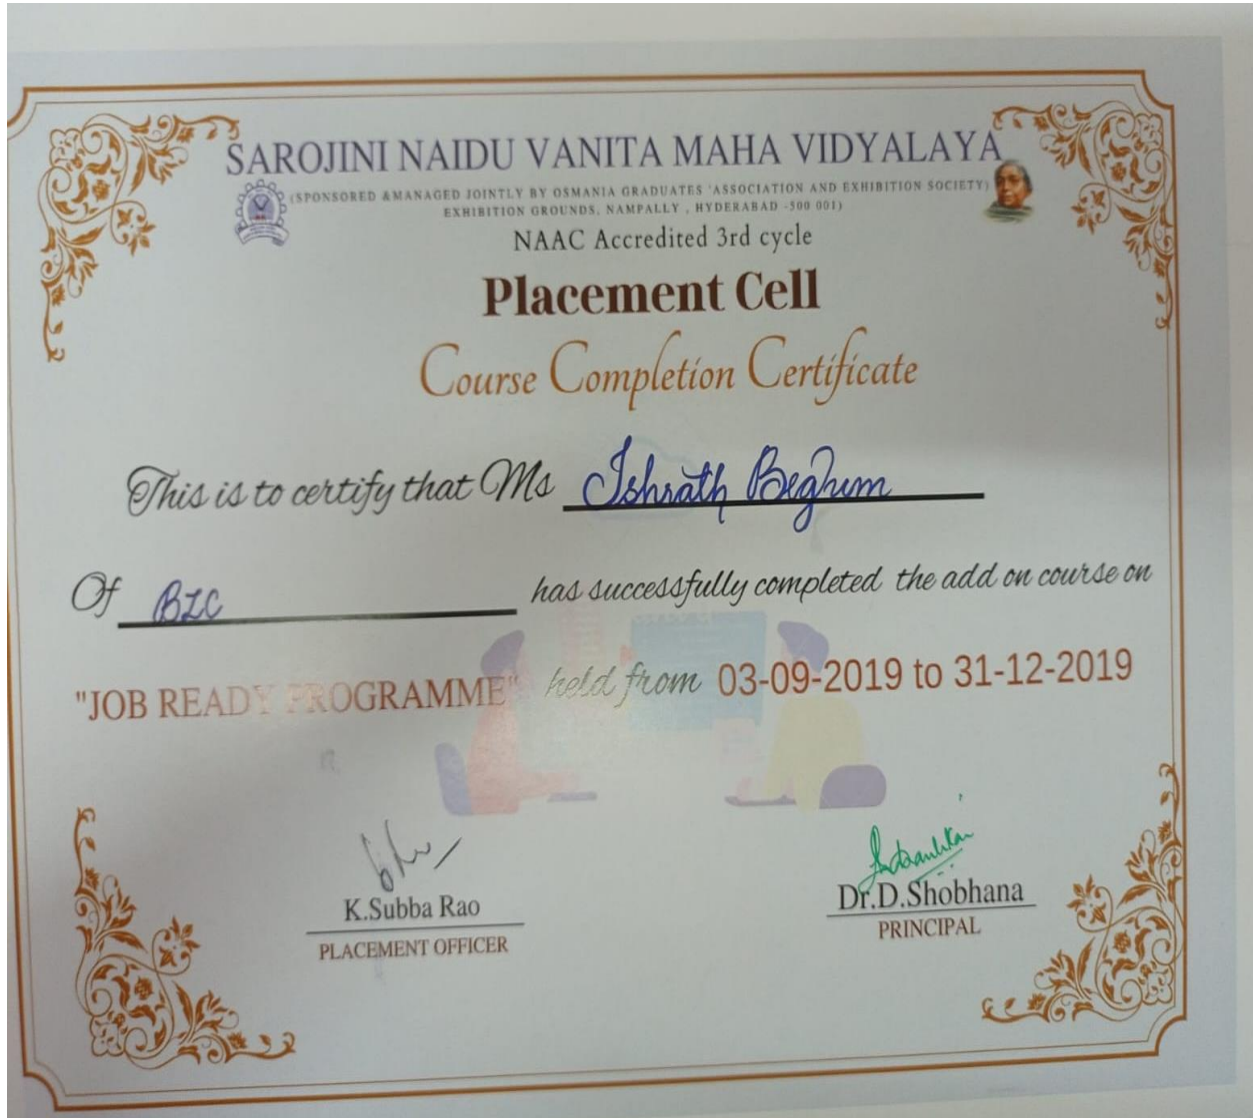 SAROJINI NAIDU VANITA MAHA VIDYALAYA
(SPONSORED &MANAGED JOINTLY BY OSMANIA GRADUATES 'ASSOCIATION AND EXHIBITION SOCIETY)
EXHIBITION GROUNDS, NAMPALLY , HYDERABAD -500 001)
NAAC Accredited 3rd cycle
Placement Cell
Course Completion Certificate
This is to certify that Ms Ishrath Beghum
Of BZC has successfully completed the add on course on
"JOB READY PROGRAMME" held from 03-09-2019 to 31-12-2019
K.Subba Rao
PLACEMENT OFFICER
Dr.D.Shobhana
PRINCIPAL